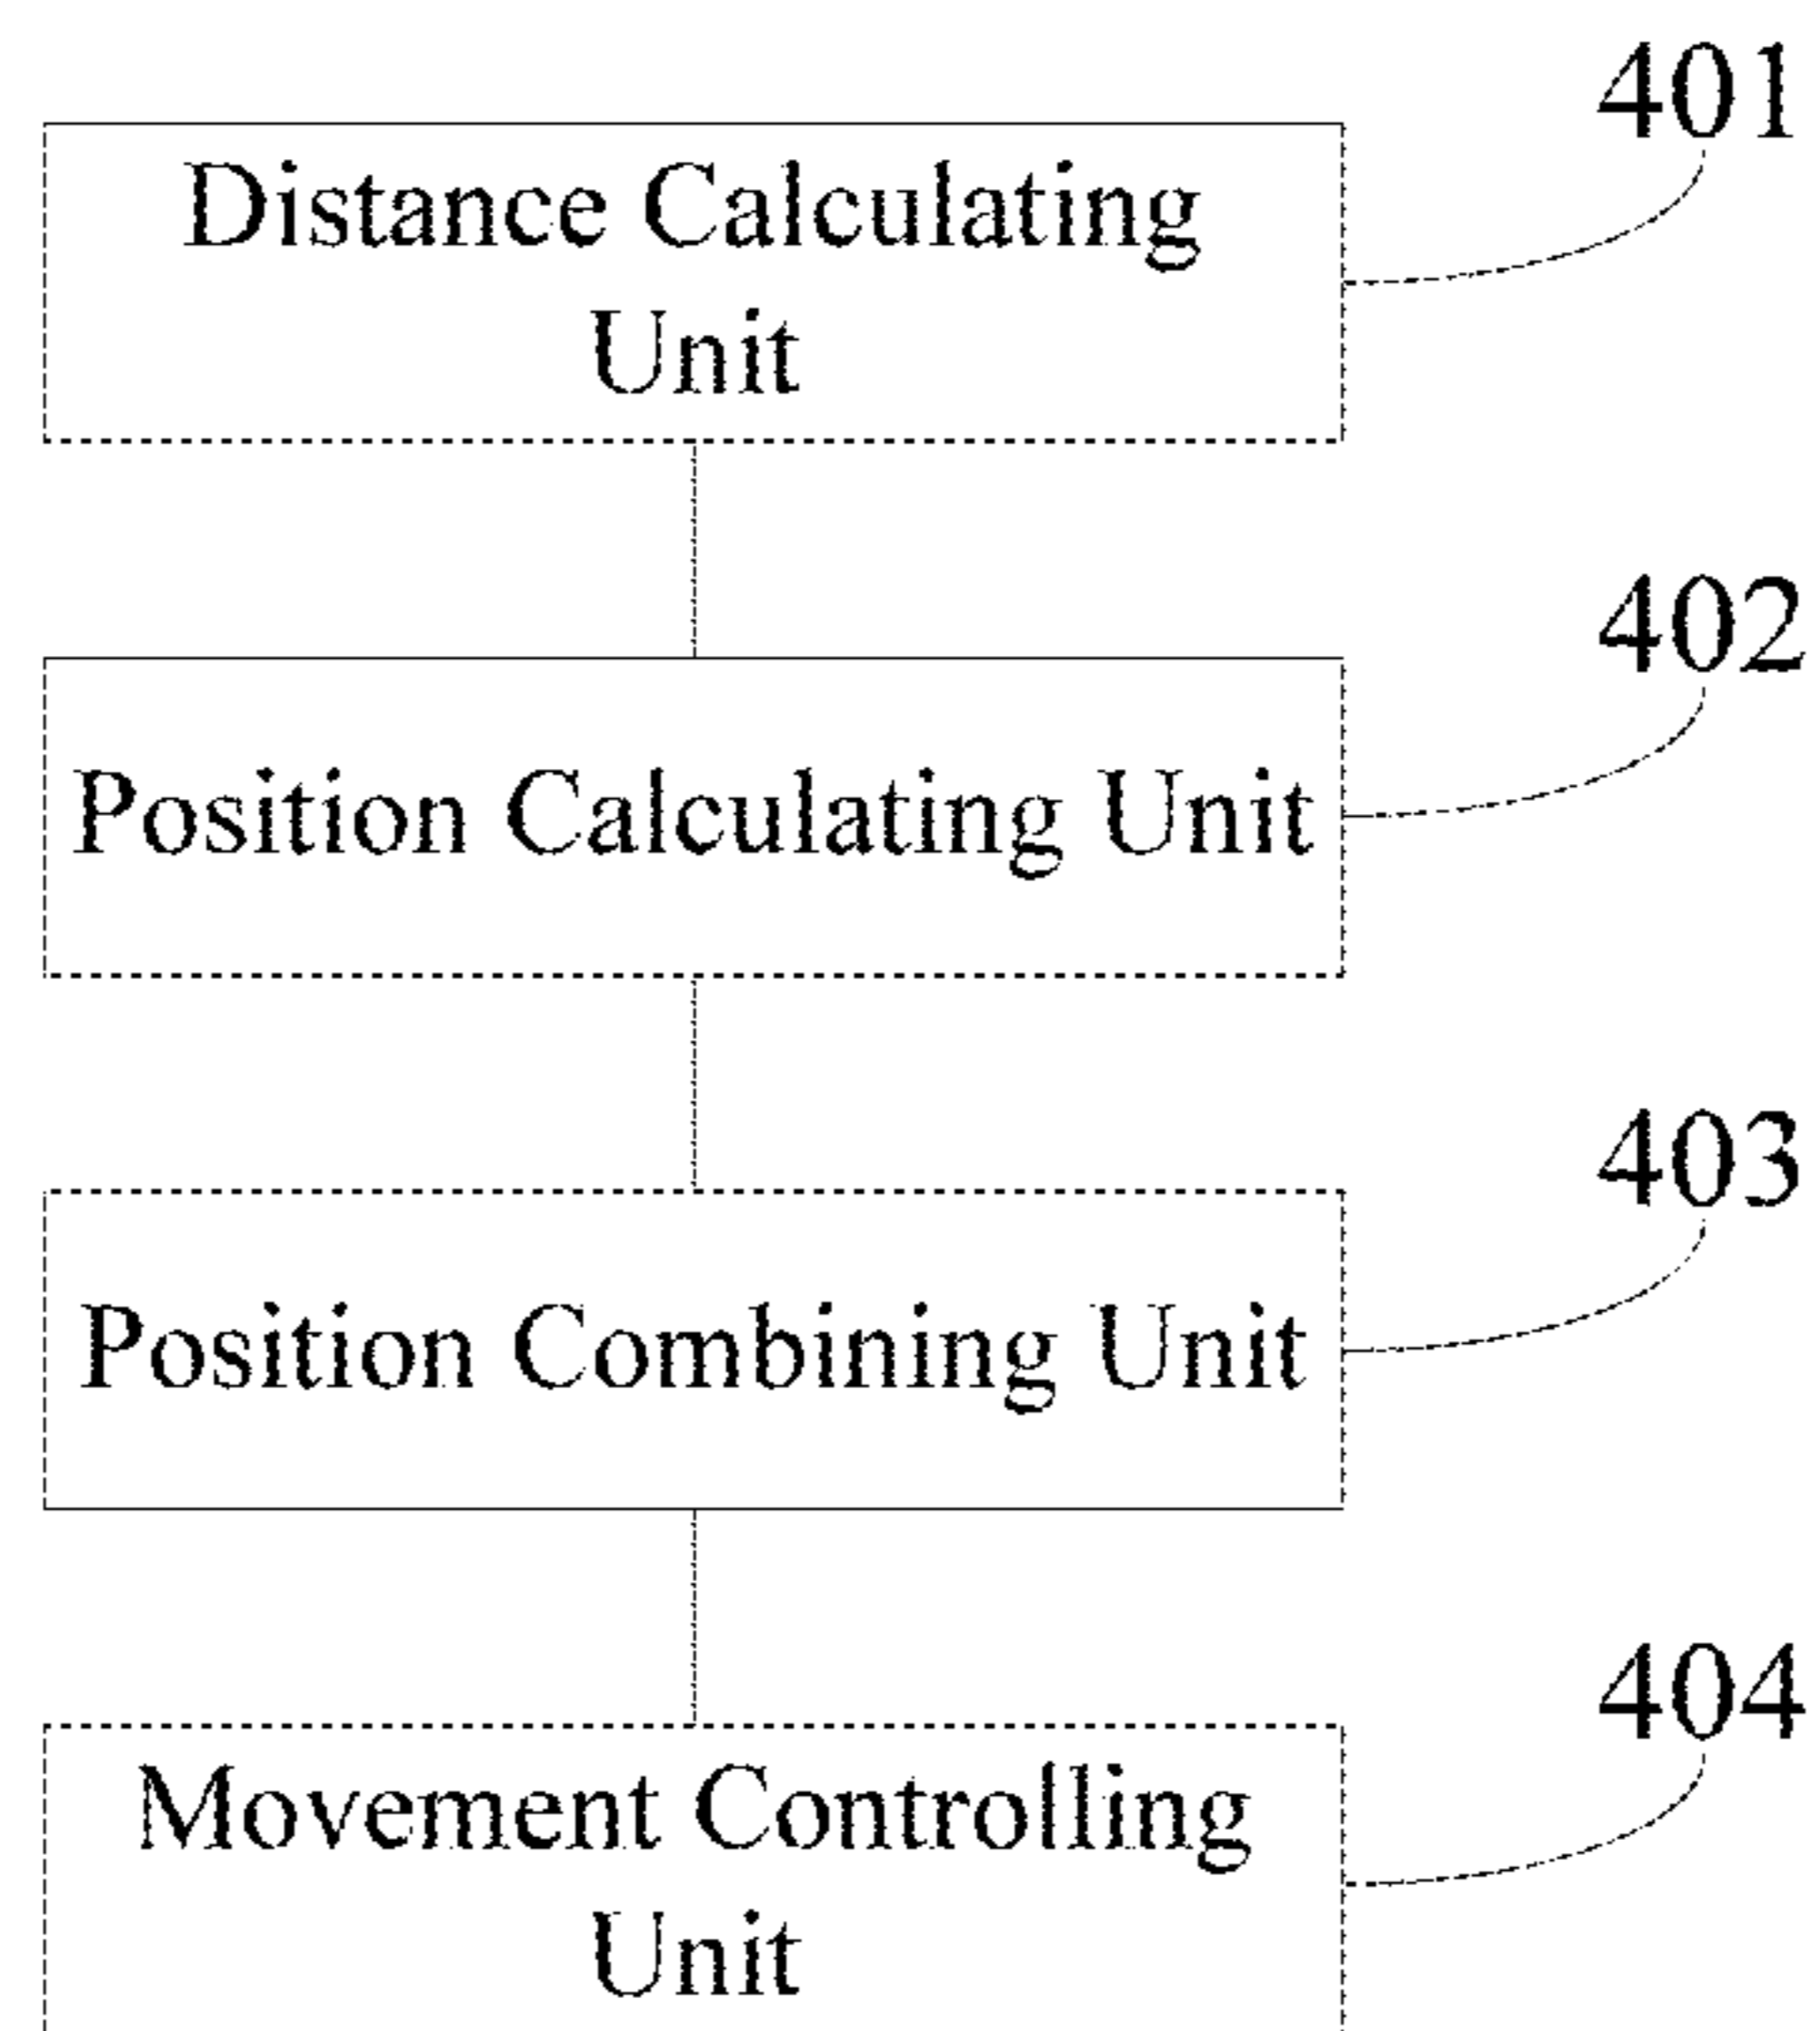 401
Distance Calculating
Unit
402
Position Calculating Unit
403
Position Combining Unit
404
Movement Controlling
Unit